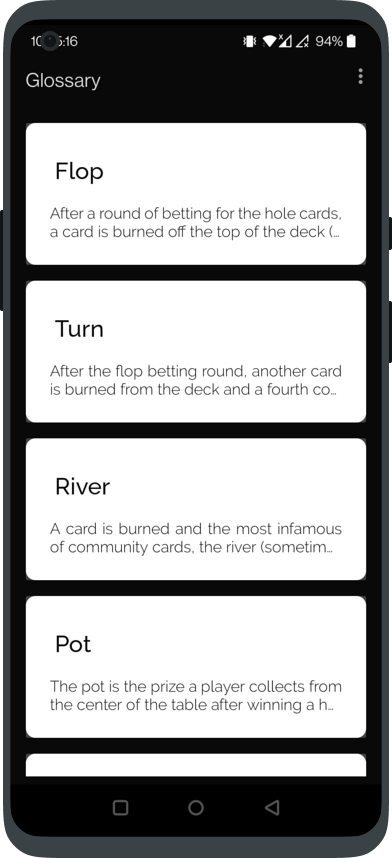 94%
Glossary
Flop
After a round of betting for the hole cards,
a card is burned off the top of the deck (...
Turn
After the flop betting round, another card
is burned from the deck and a fourth co...
River
A card is burned and the most infamous
of community cards, the river (sometim...
Pot
The pot is the prize a player collects from
the center of the table after winning a h...